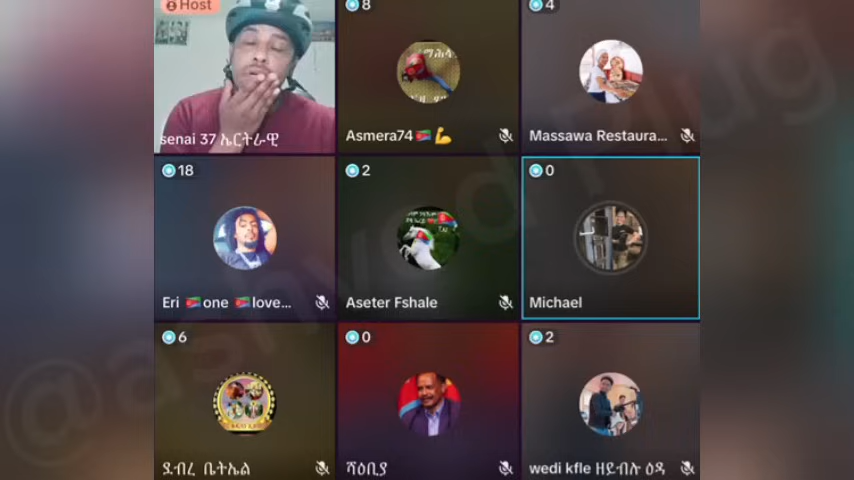 Host
8
4
senai 37 ኤርትራዊ
Asmera74🇪🇷💪
Massawa Restaura...
18
2
0
Eri 🇪🇷one 🇪🇷love...
Aseter Fshale
Michael
6
0
2
ደብረ ቤትኤል
ሻዕቢያ
wedi kfle ዘይብሉ ዕዳ